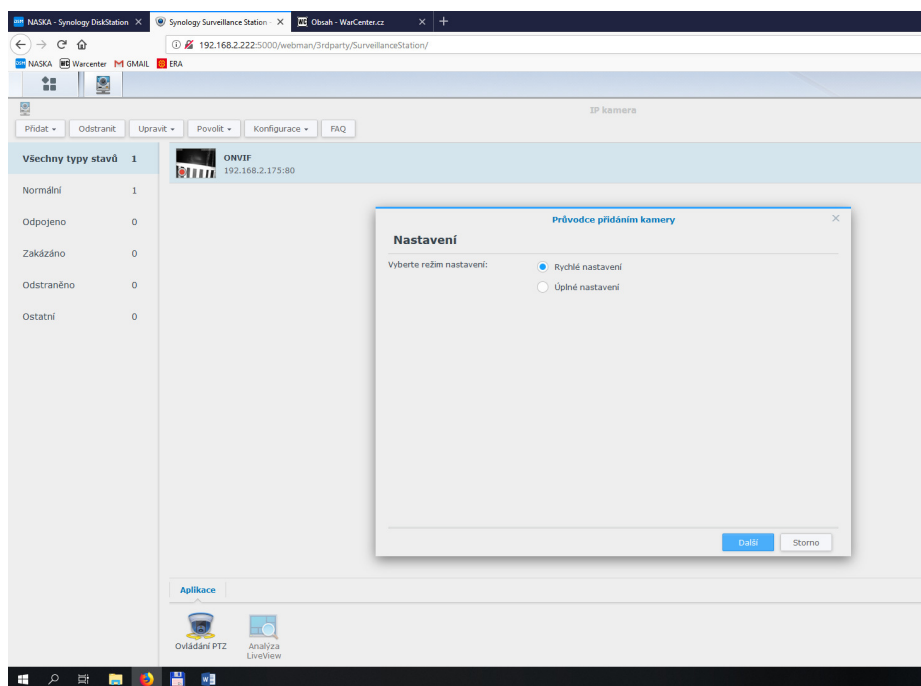 NASKA - Synology DiskStation
Synology Surveillance Station -
Obsah - WarCenter.cz
192.168.2.222:5000/webman/3rdparty/SurveillanceStation/
DSM NASKA WC Warcenter M GMAIL ERA
IP kamera
Přidat Odstranit Upravit Povolit Konfigurace FAQ
Všechny typy stavů 1
Normální 1
Odpojeno 0
Zakázáno 0
Odstraněno 0
Ostatní 0
ONVIF
192.168.2.175:80
Průvodce přidáním kamery
Nastavení
Vyberte režim nastavení:
Rychlé nastavení
Úplné nastavení
Další Storno
Aplikace
Ovládání PTZ
Analýza
LiveView